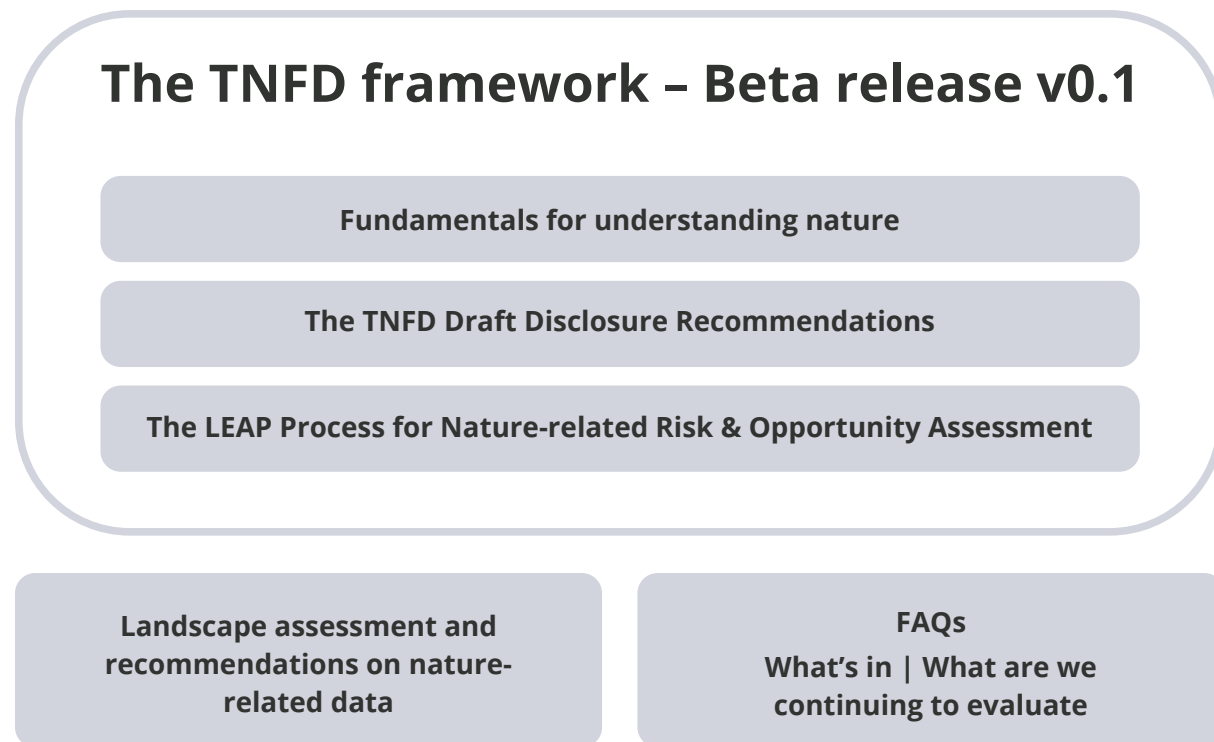 The TNFD framework – Beta release v0.1
Fundamentals for understanding nature
The TNFD Draft Disclosure Recommendations
The LEAP Process for Nature-related Risk & Opportunity Assessment
Landscape assessment and
recommendations on nature-
related data
FAQs
What’s in | What are we
continuing to evaluate